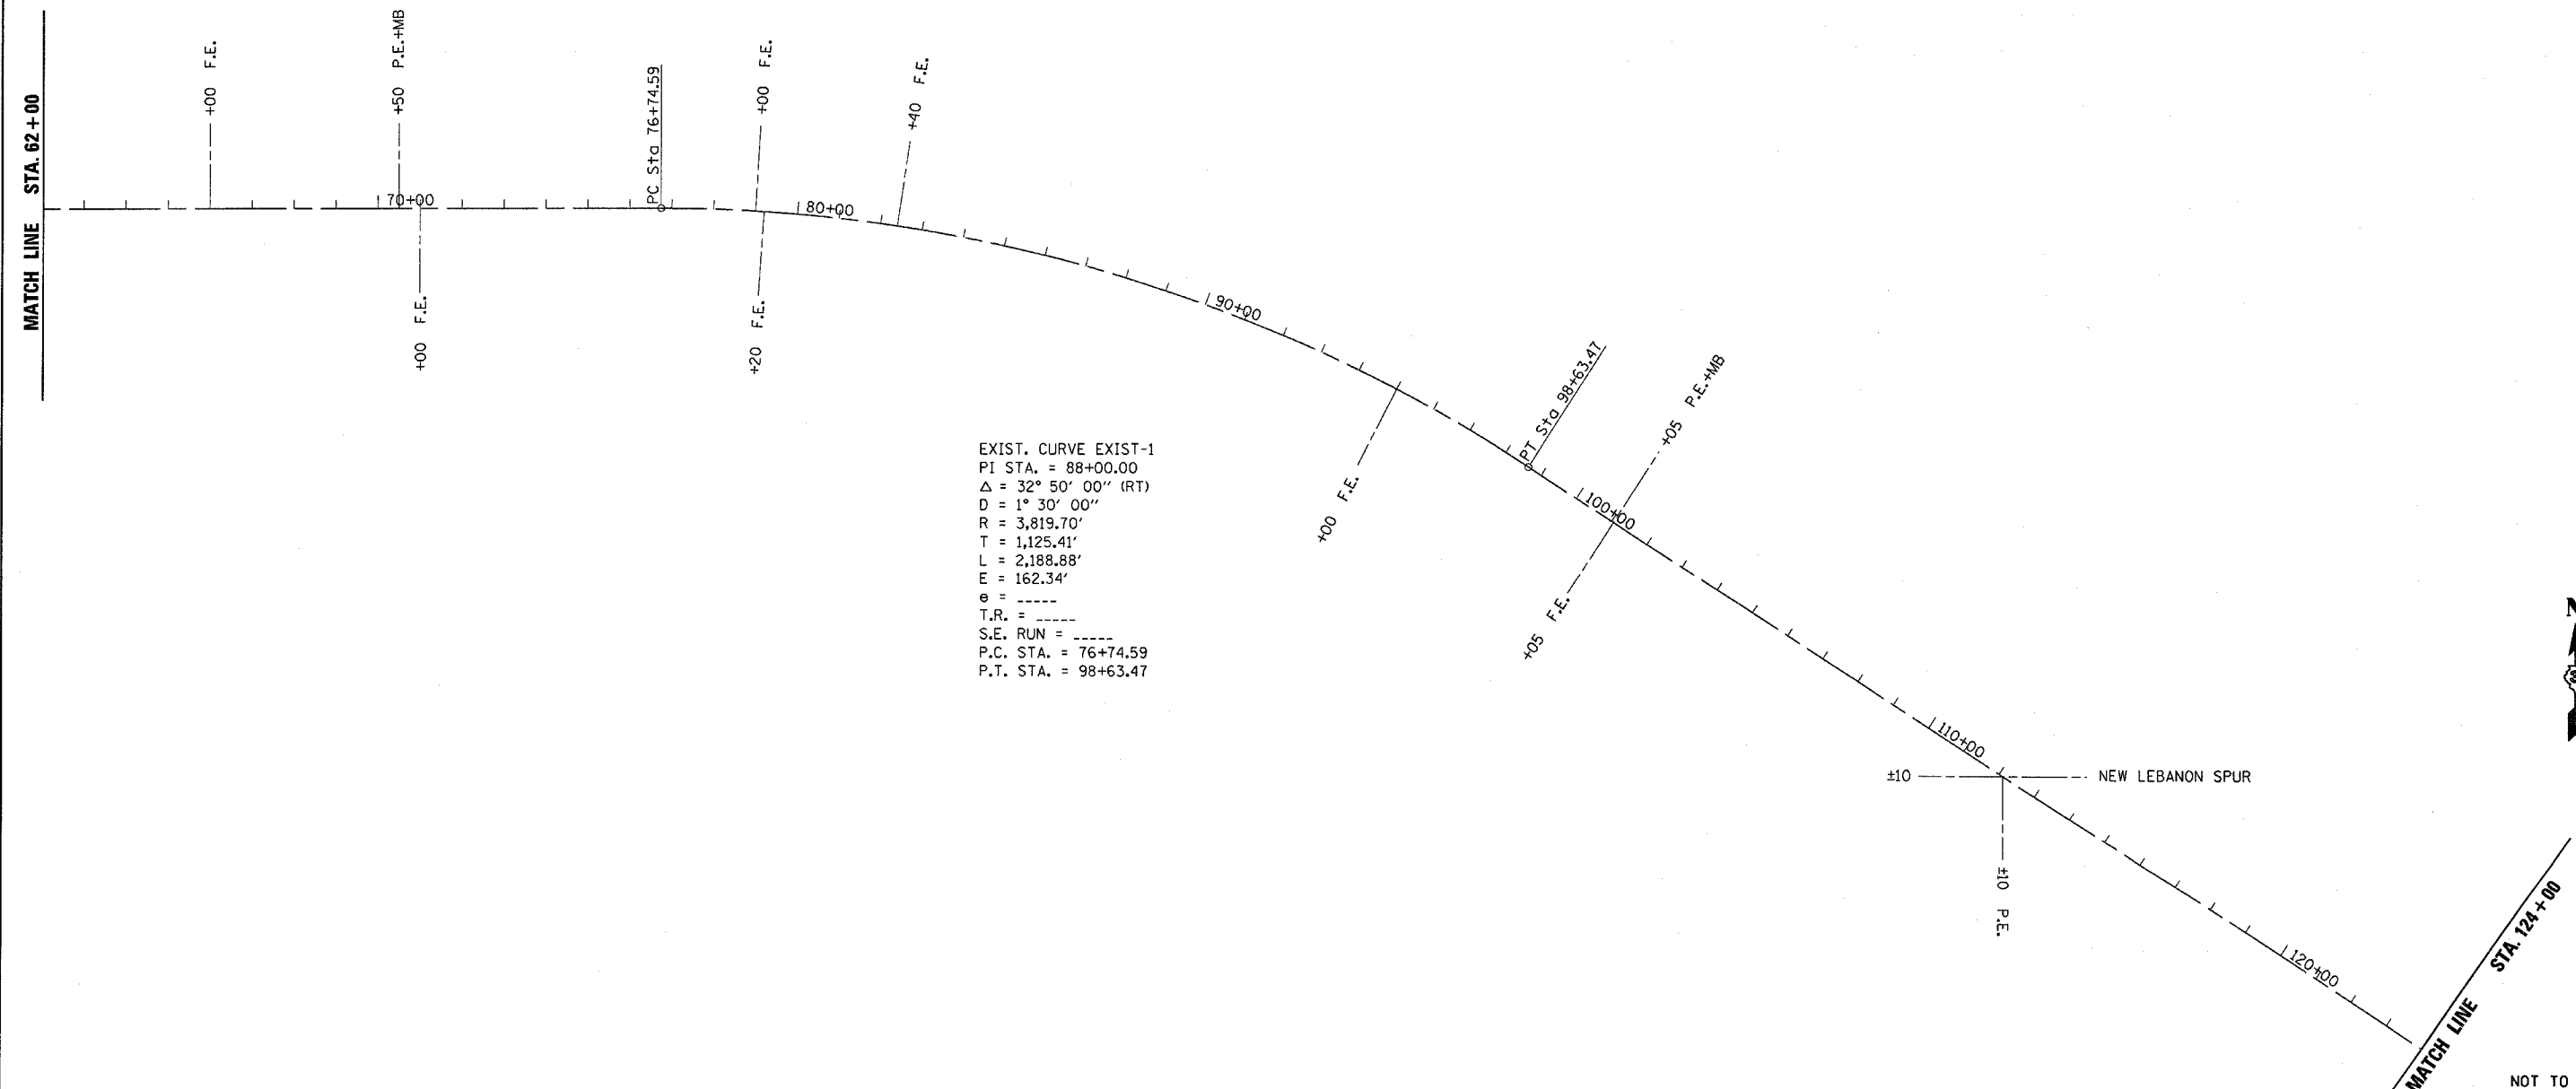 MATCH LINE STA. 62+00
+00 F.E.
+50 P.E.+MB
70+00
+00 F.E.
PC Sta 76+74.59
+00 F.E.
+20 F.E.
80+00
+40 F.E.
90+00
+00 F.E.
PT Sta 98+63.47
+05 P.E.+MB
100+00
+05 F.E.
EXIST. CURVE EXIST-1
PI STA. = 88+00.00
Δ = 32° 50' 00" (RT)
D = 1° 30' 00"
R = 3,819.70'
T = 1,125.41'
L = 2,188.88'
E = 162.34'
e = -----
T.R. = -----
S.E. RUN = -----
P.C. STA. = 76+74.59
P.T. STA. = 98+63.47
110+00
±10
NEW LEBANON SPUR
±10 P.E.
120+00
MATCH LINE STA. 124+00
N
NOT TO